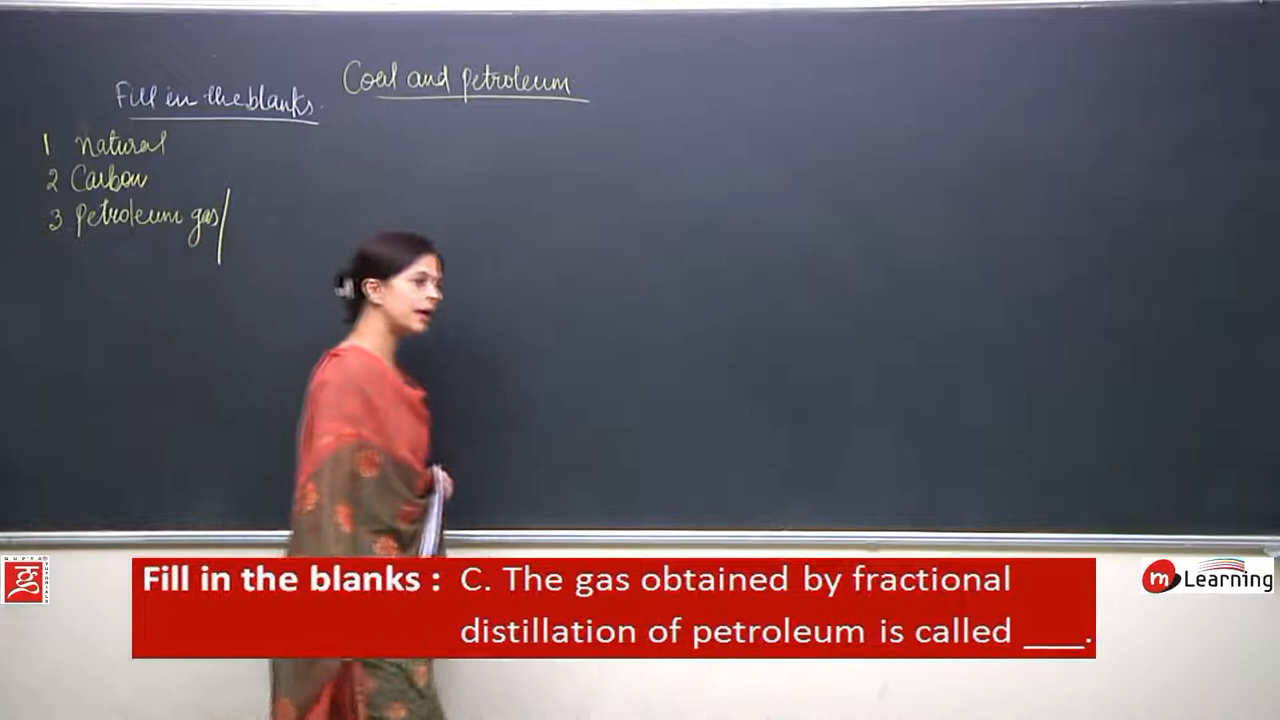 Coal and petroleum
Fill in the blanks.
1 Natural
2 Carbon
3 Petroleum gas/
Fill in the blanks : C. The gas obtained by fractional
distillation of petroleum is called ____.
GUPTA
m Learning